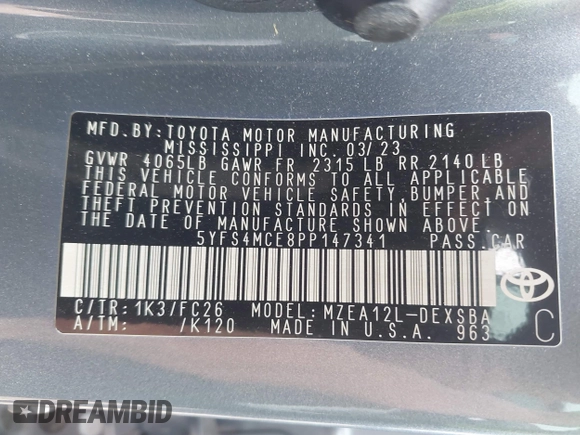 MFD. BY: TOYOTA MOTOR MANUFACTURING
MISSISSIPPI INC. 03/23
GVWR 4065LB GAWR FR 2315 LB RR 2140 LB
THIS VEHICLE CONFORMS TO ALL APPLICABLE
FEDERAL MOTOR VEHICLE SAFETY, BUMPER AND
THEFT PREVENTION STANDARDS IN EFFECT ON
THE DATE OF MANUFACTURE SHOWN ABOVE.
5YFS4MCE8PP147341 PASS. CAR
C/TR: 1K3/FC26 MODEL: MZEA12L-DEXSBA
A/TM: /K120 MADE IN U.S.A. 963
C
DREAMBID